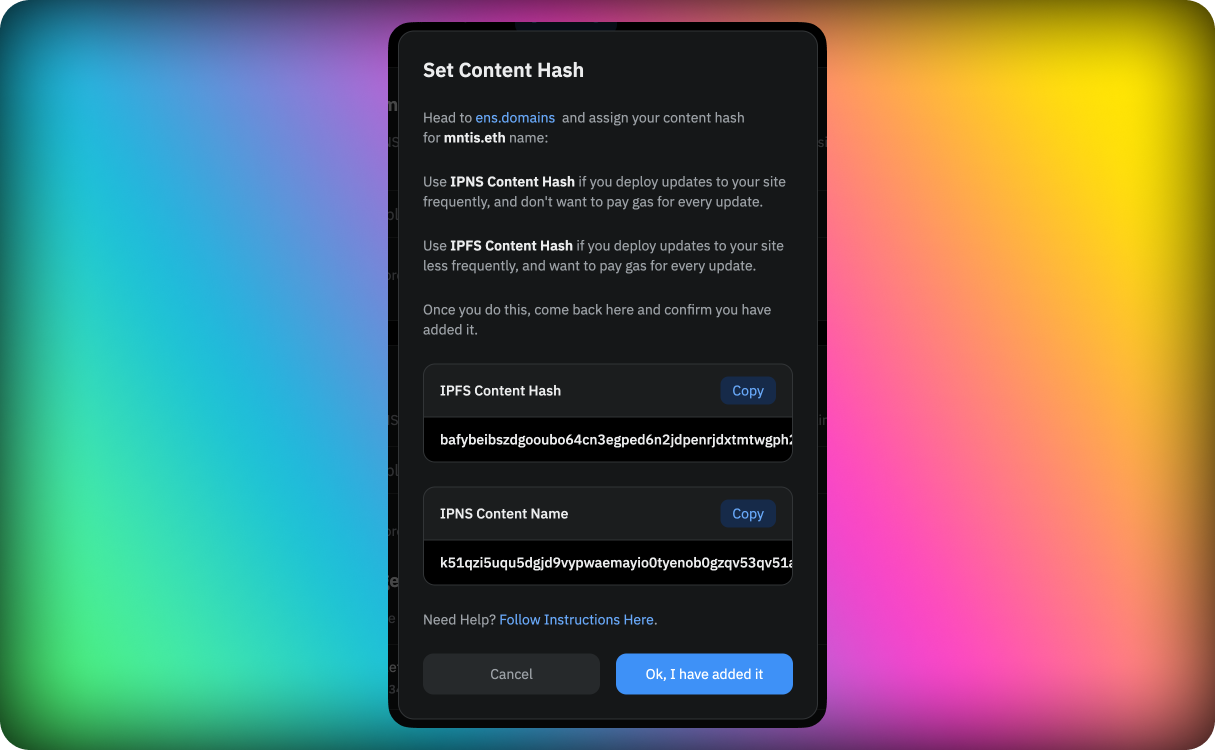 Set Content Hash
Head to ens.domains and assign your content hash
for mntis.eth name:
Use IPNS Content Hash if you deploy updates to your site
frequently, and don't want to pay gas for every update.
Use IPFS Content Hash if you deploy updates to your site
less frequently, and want to pay gas for every update.
Once you do this, come back here and confirm you have
added it.
IPFS Content Hash
Copy
bafybeibszdgooubo64cn3egped6n2jdpenrjdxtmtwgph2
IPNS Content Name
Copy
k51qzi5uqu5dgjd9vypwaemayio0tyenob0gzqv53qv51a
Need Help? Follow Instructions Here.
Cancel
Ok, I have added it